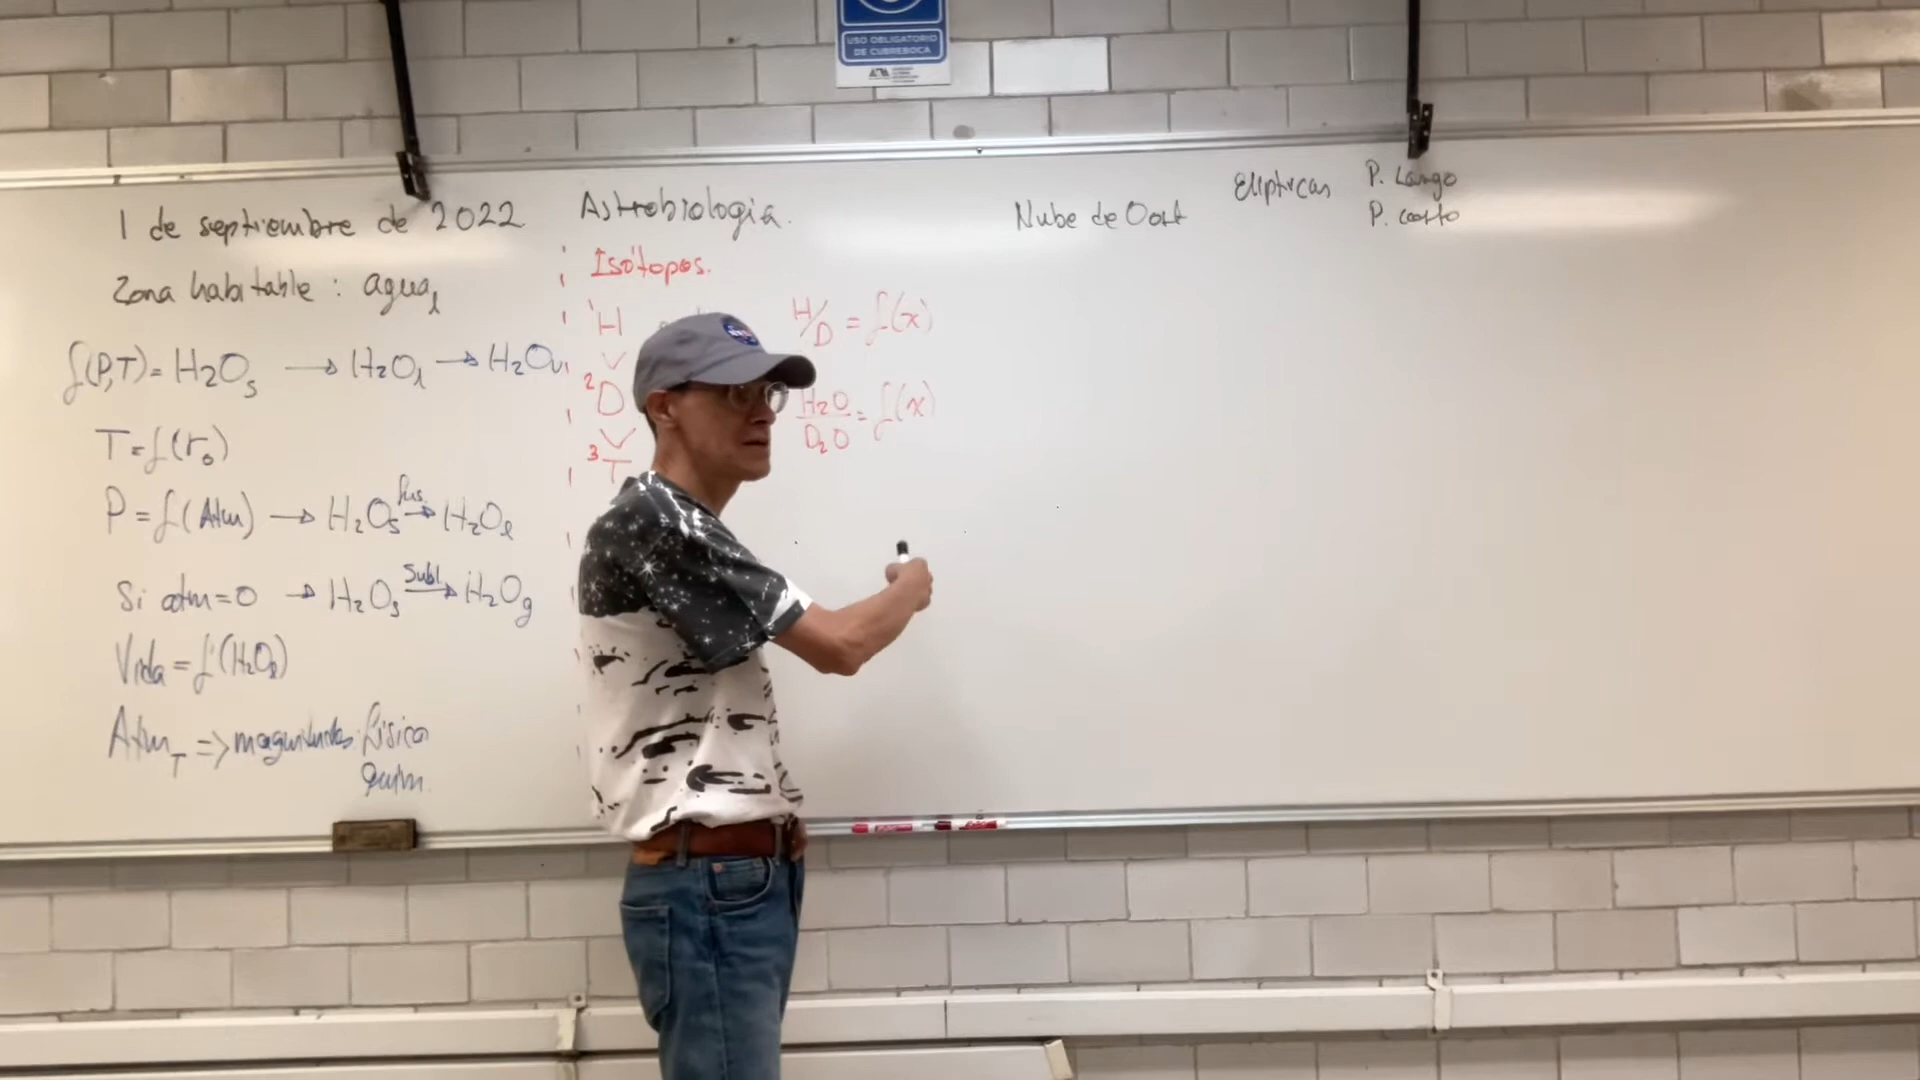 USO OBLIGATORIO
DE CUBREBOCA
1 de septiembre de 2022
Astrobiología.
Zona habitable : agua l
f(P,T) = H2Os → H2Ol → H2Ov
T = f(r0)
P = f(Atm) → H2Os fus. → H2Ol
Si atm = 0 → H2Os Subl → H2Og
Vida = f(H2Ol)
AtmT => magnitudes física
quím.
Isótopos.
H
2D
3T
H/D = f(x)
H2O/D2O = f(x)
Nube de Oort
Elípticas
P. Largo
P. corto